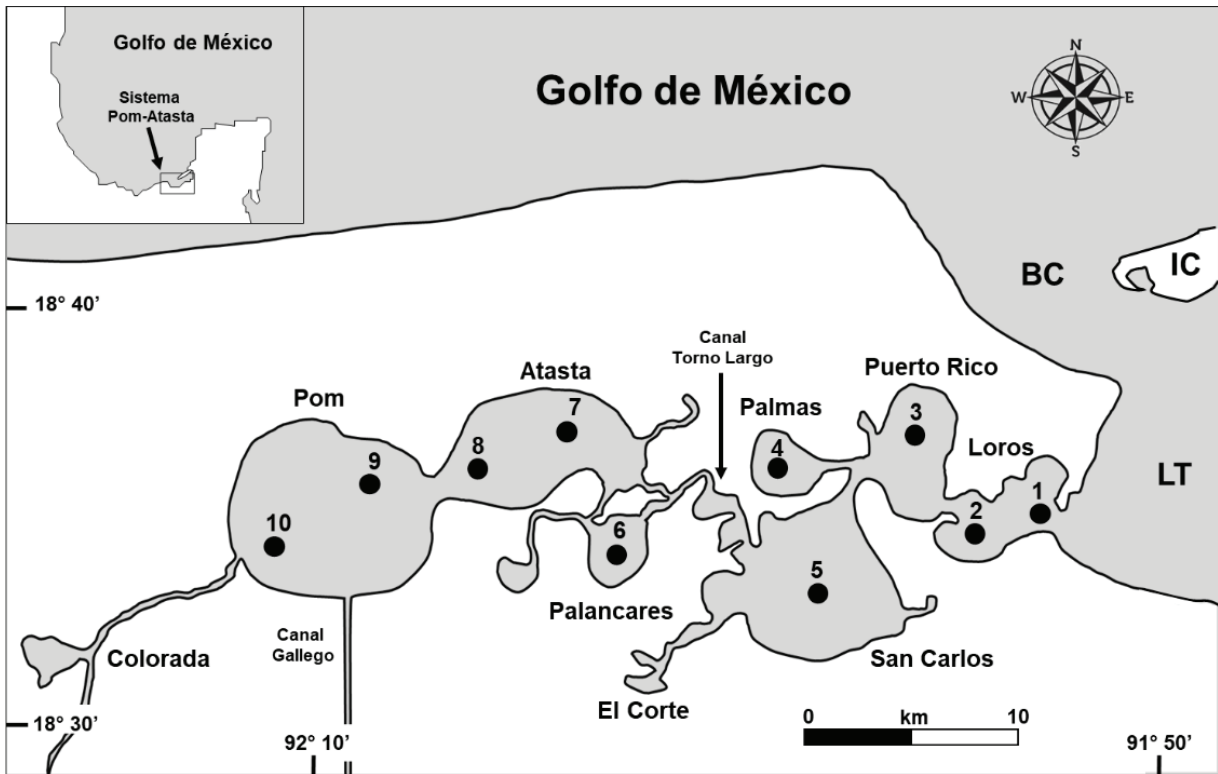 Golfo de México
Sistema
Pom-Atasta
Golfo de México
N
W
E
S
BC
IC
LT
18° 40’
Canal
Torno Largo
Puerto Rico
Atasta
Pom
Palmas
Loros
7
3
8
4
9
1
2
10
6
5
Palancares
Canal
Gallego
Colorada
San Carlos
El Corte
0 km 10
18° 30’
92° 10’
91° 50’